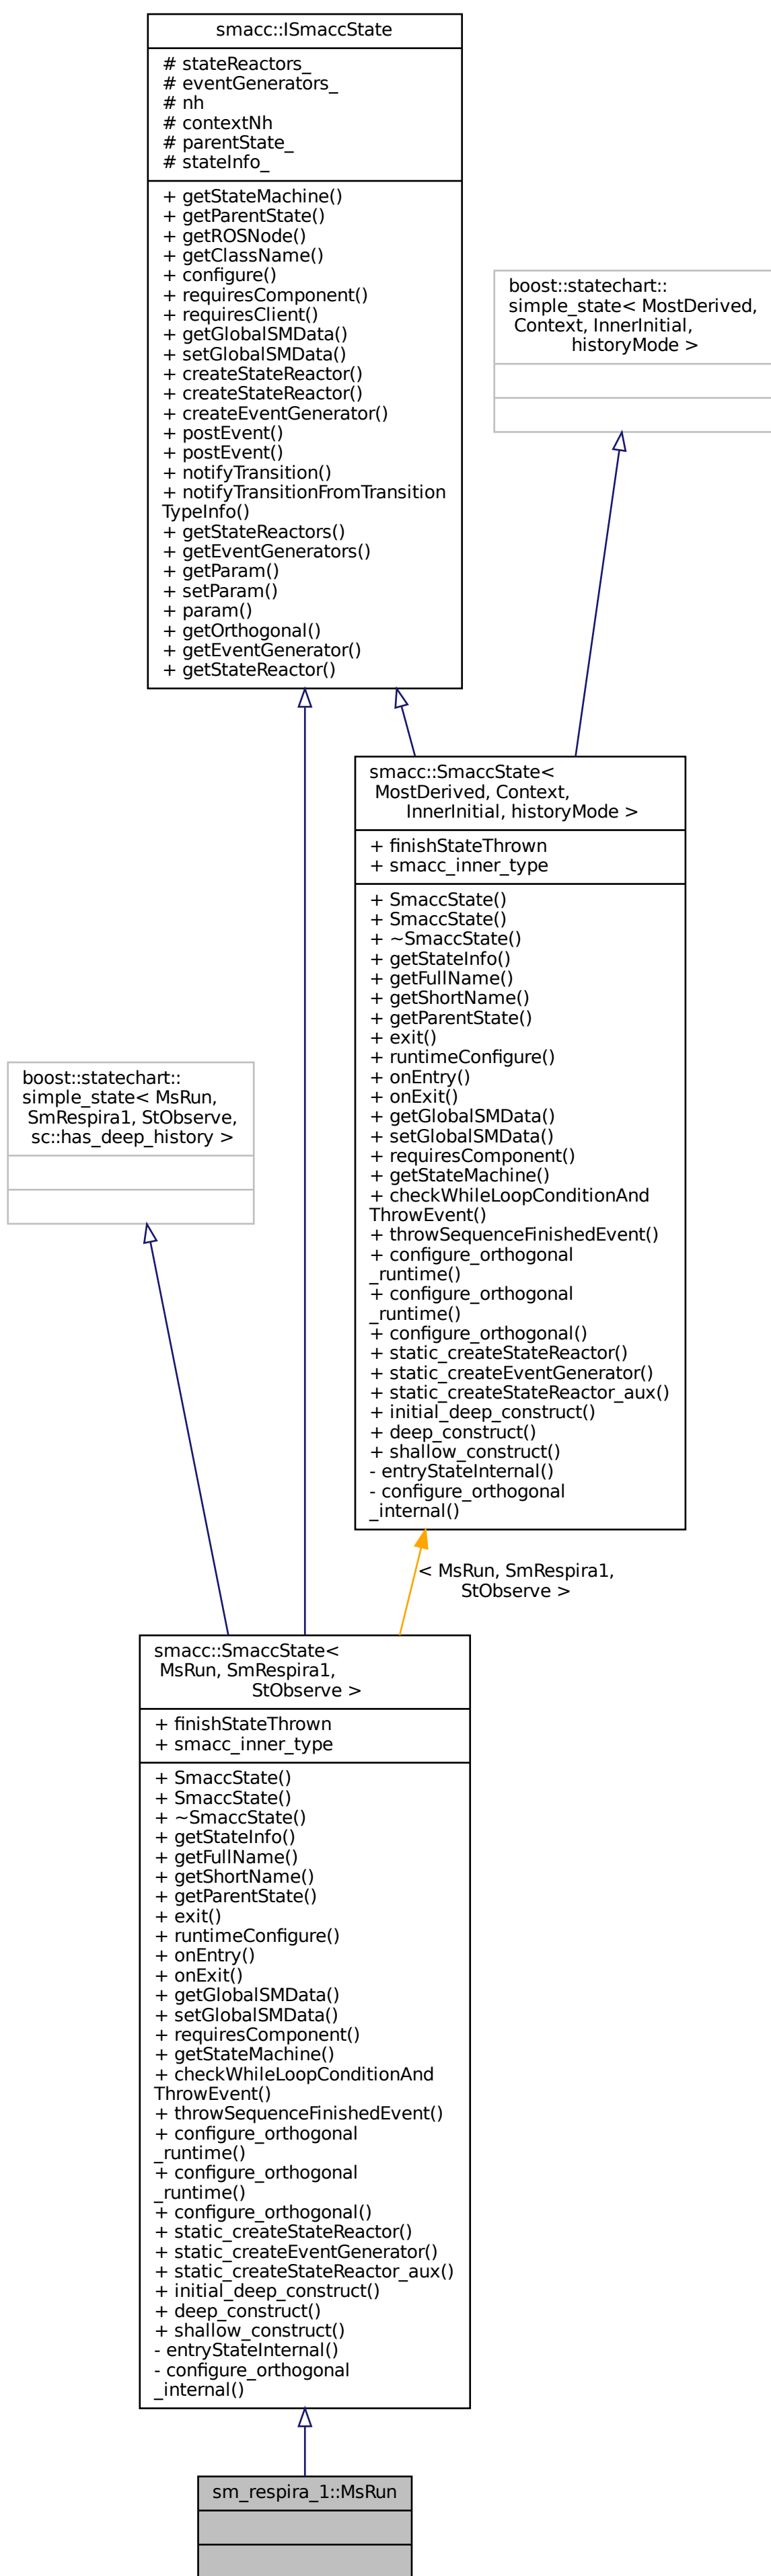 smacc::ISmaccState
# stateReactors_
# eventGenerators_
# nh
# contextNh
# parentState_
# stateInfo_
+ getStateMachine()
+ getParentState()
+ getROSNode()
+ getClassName()
+ configure()
+ requiresComponent()
+ requiresClient()
+ getGlobalSMData()
+ setGlobalSMData()
+ createStateReactor()
+ createStateReactor()
+ createEventGenerator()
+ postEvent()
+ postEvent()
+ notifyTransition()
+ notifyTransitionFromTransition
TypeInfo()
+ getStateReactors()
+ getEventGenerators()
+ getParam()
+ setParam()
+ param()
+ getOrthogonal()
+ getEventGenerator()
+ getStateReactor()
boost::statechart::
simple_state< MostDerived,
Context, InnerInitial,
historyMode >
smacc::SmaccState<
MostDerived, Context,
InnerInitial, historyMode >
+ finishStateThrown
+ smacc_inner_type
+ SmaccState()
+ SmaccState()
+ ~SmaccState()
+ getStateInfo()
+ getFullName()
+ getShortName()
+ getParentState()
+ exit()
+ runtimeConfigure()
+ onEntry()
+ onExit()
+ getGlobalSMData()
+ setGlobalSMData()
+ requiresComponent()
+ getStateMachine()
+ checkWhileLoopConditionAnd
ThrowEvent()
+ throwSequenceFinishedEvent()
+ configure_orthogonal
_runtime()
+ configure_orthogonal
_runtime()
+ configure_orthogonal()
+ static_createStateReactor()
+ static_createEventGenerator()
+ static_createStateReactor_aux()
+ initial_deep_construct()
+ deep_construct()
+ shallow_construct()
- entryStateInternal()
- configure_orthogonal
_internal()
boost::statechart::
simple_state< MsRun,
SmRespira1, StObserve,
sc::has_deep_history >
< MsRun, SmRespira1,
StObserve >
smacc::SmaccState<
MsRun, SmRespira1,
StObserve >
+ finishStateThrown
+ smacc_inner_type
+ SmaccState()
+ SmaccState()
+ ~SmaccState()
+ getStateInfo()
+ getFullName()
+ getShortName()
+ getParentState()
+ exit()
+ runtimeConfigure()
+ onEntry()
+ onExit()
+ getGlobalSMData()
+ setGlobalSMData()
+ requiresComponent()
+ getStateMachine()
+ checkWhileLoopConditionAnd
ThrowEvent()
+ throwSequenceFinishedEvent()
+ configure_orthogonal
_runtime()
+ configure_orthogonal
_runtime()
+ configure_orthogonal()
+ static_createStateReactor()
+ static_createEventGenerator()
+ static_createStateReactor_aux()
+ initial_deep_construct()
+ deep_construct()
+ shallow_construct()
- entryStateInternal()
- configure_orthogonal
_internal()
sm_respira_1::MsRun